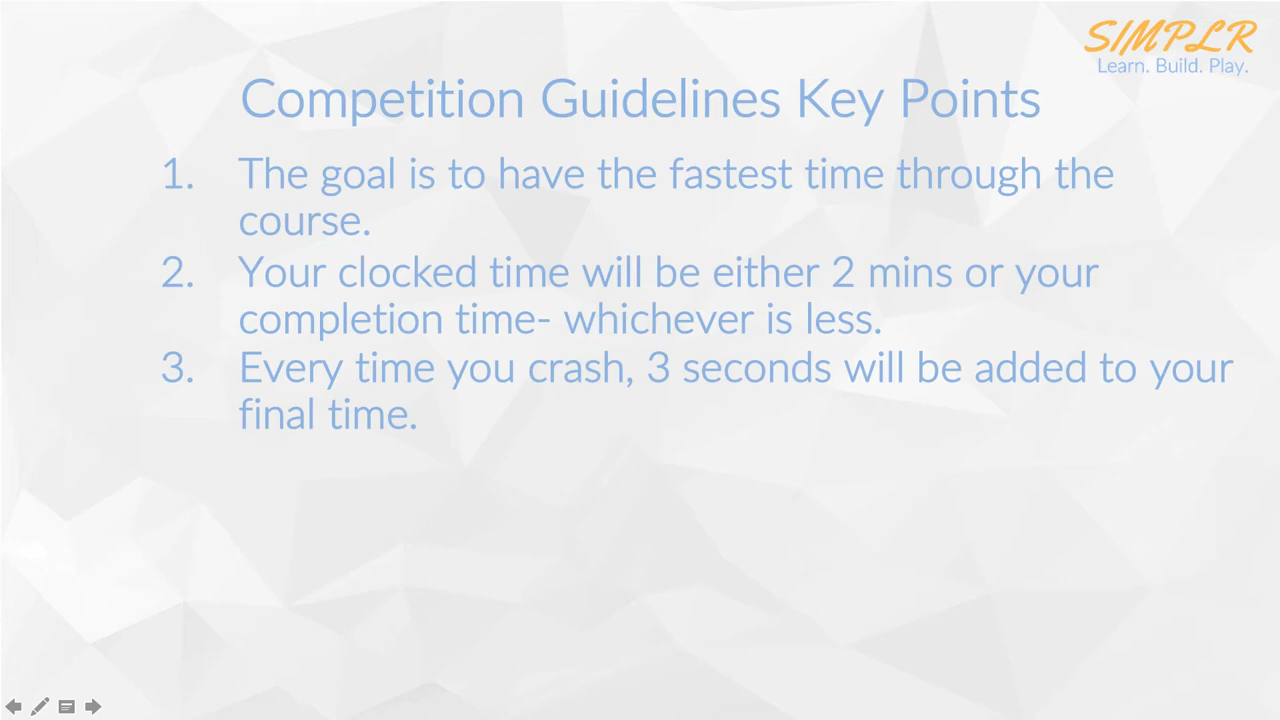 SIMPLR
Learn. Build. Play.
Competition Guidelines Key Points
1. The goal is to have the fastest time through the
course.
2. Your clocked time will be either 2 mins or your
completion time- whichever is less.
3. Every time you crash, 3 seconds will be added to your
final time.